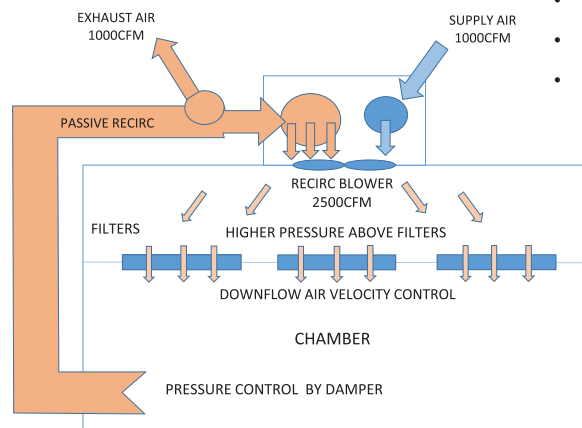 EXHAUST AIR
1000CFM
SUPPLY AIR
1000CFM
PASSIVE RECIRC
RECIRC BLOWER
2500CFM
FILTERS
HIGHER PRESSURE ABOVE FILTERS
DOWNFLOW AIR VELOCITY CONTROL
CHAMBER
PRESSURE CONTROL BY DAMPER